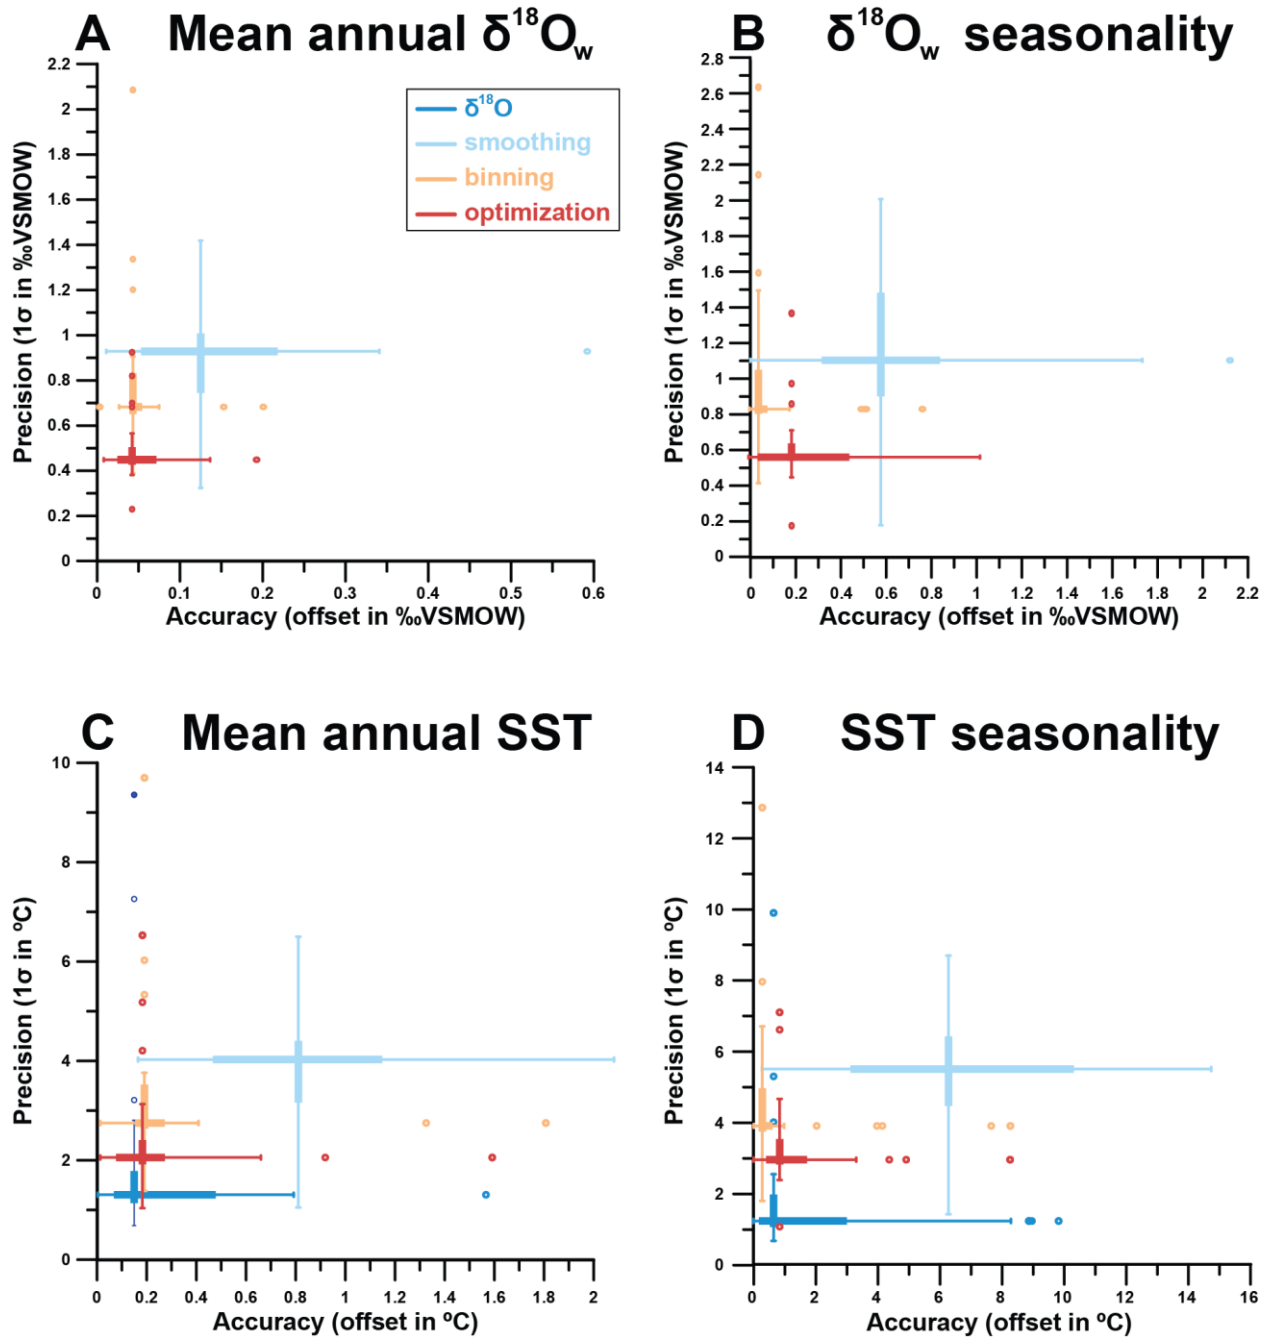 A Mean annual δ¹⁸Ow
2.2
2
1.8
1.6
1.4
1.2
1
0.8
0.6
0.4
0.2
0
Precision (1σ in ‰VSMOW)
δ¹⁸O
smoothing
binning
optimization
0 0.1 0.2 0.3 0.4 0.5 0.6
Accuracy (offset in ‰VSMOW)
B δ¹⁸Ow seasonality
2.8
2.6
2.4
2.2
2
1.8
1.6
1.4
1.2
1
0.8
0.6
0.4
0.2
0
Precision (1σ in ‰VSMOW)
0 0.2 0.4 0.6 0.8 1 1.2 1.4 1.6 1.8 2 2.2
Accuracy (offset in ‰VSMOW)
C Mean annual SST
10
8
6
4
2
0
Precision (1σ in ºC)
0 0.2 0.4 0.6 0.8 1 1.2 1.4 1.6 1.8 2
Accuracy (offset in ºC)
D SST seasonality
14
12
10
8
6
4
2
0
Precision (1σ in ºC)
0 2 4 6 8 10 12 14 16
Accuracy (offset in ºC)